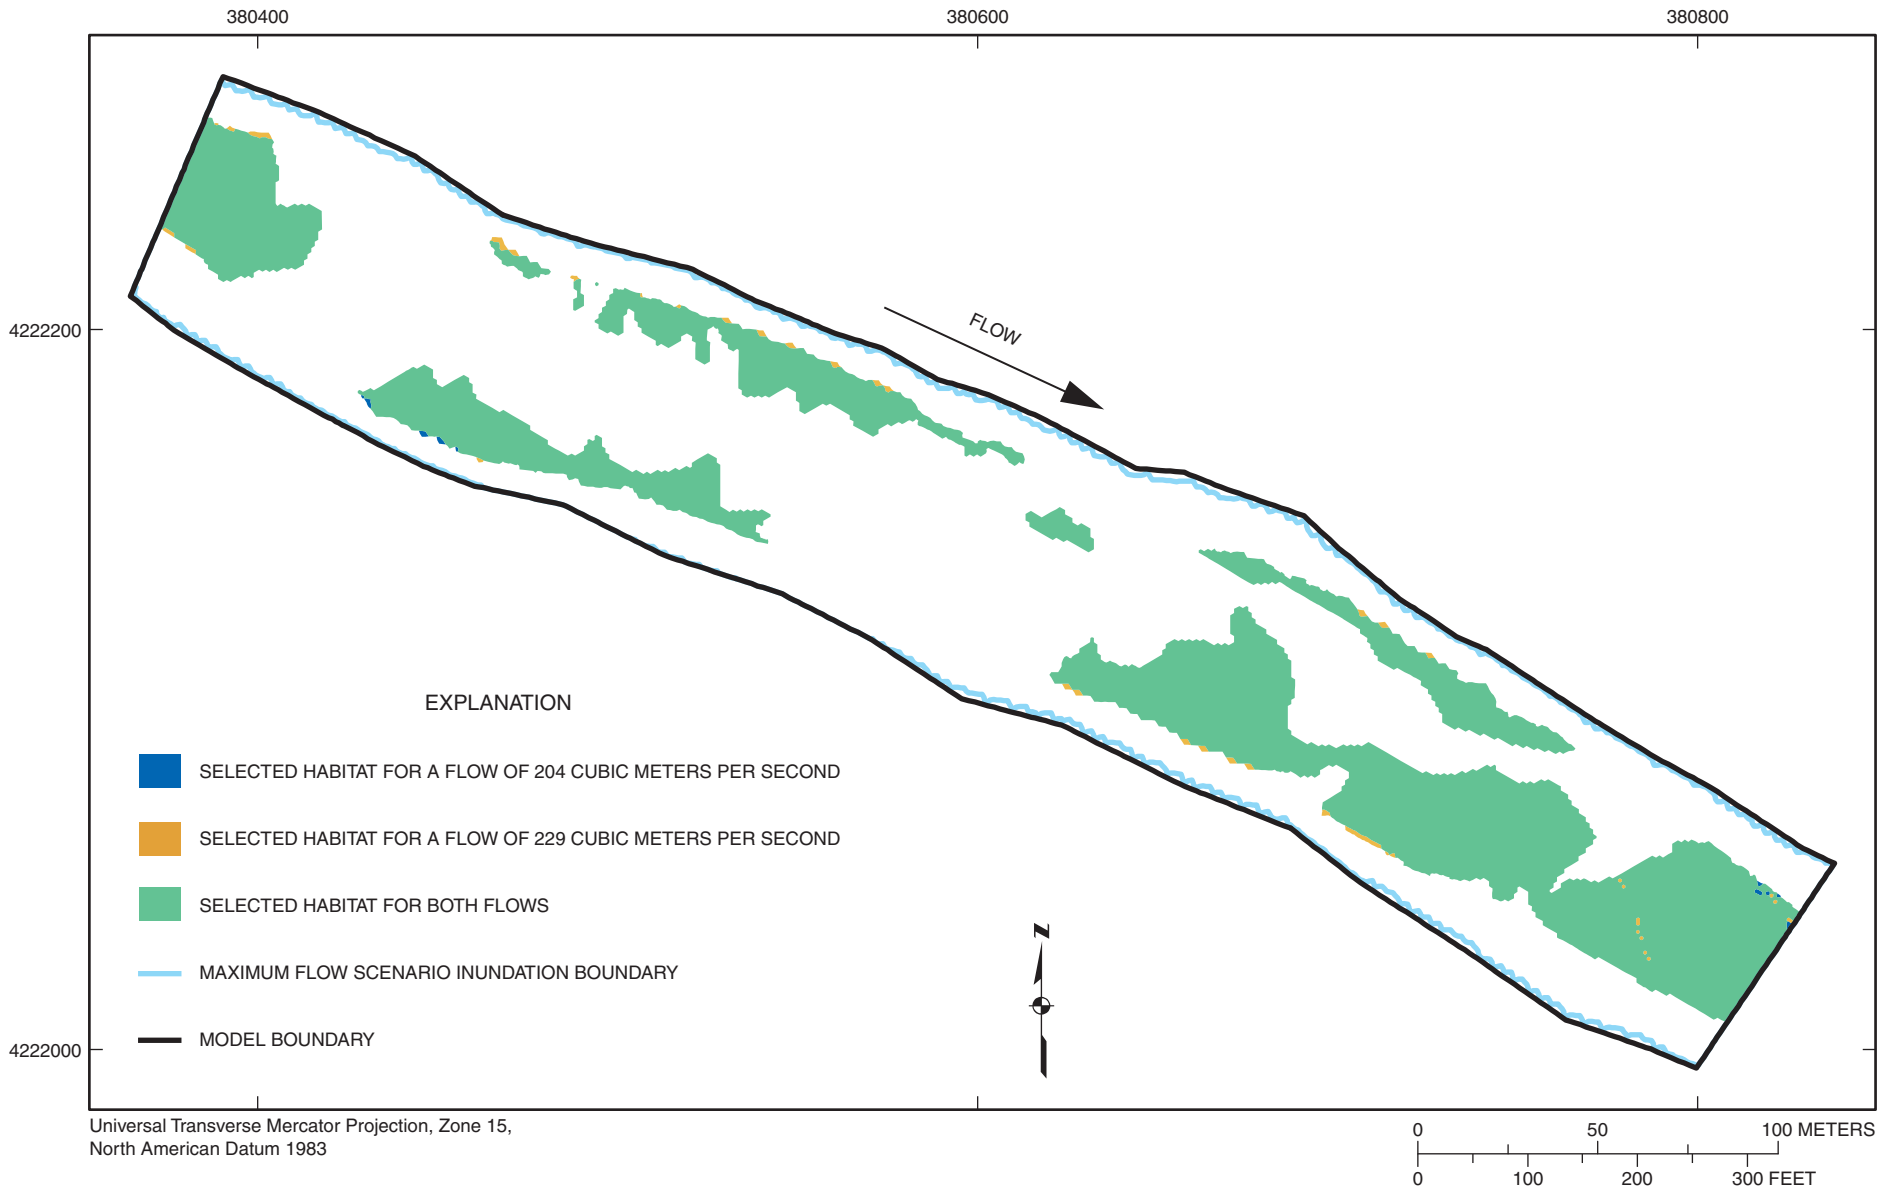 380400 380600 380800
4222200
FLOW
EXPLANATION
SELECTED HABITAT FOR A FLOW OF 204 CUBIC METERS PER SECOND
SELECTED HABITAT FOR A FLOW OF 229 CUBIC METERS PER SECOND
SELECTED HABITAT FOR BOTH FLOWS
MAXIMUM FLOW SCENARIO INUNDATION BOUNDARY
MODEL BOUNDARY
N
4222000
Universal Transverse Mercator Projection, Zone 15,
North American Datum 1983
0 50 100 METERS
0 100 200 300 FEET